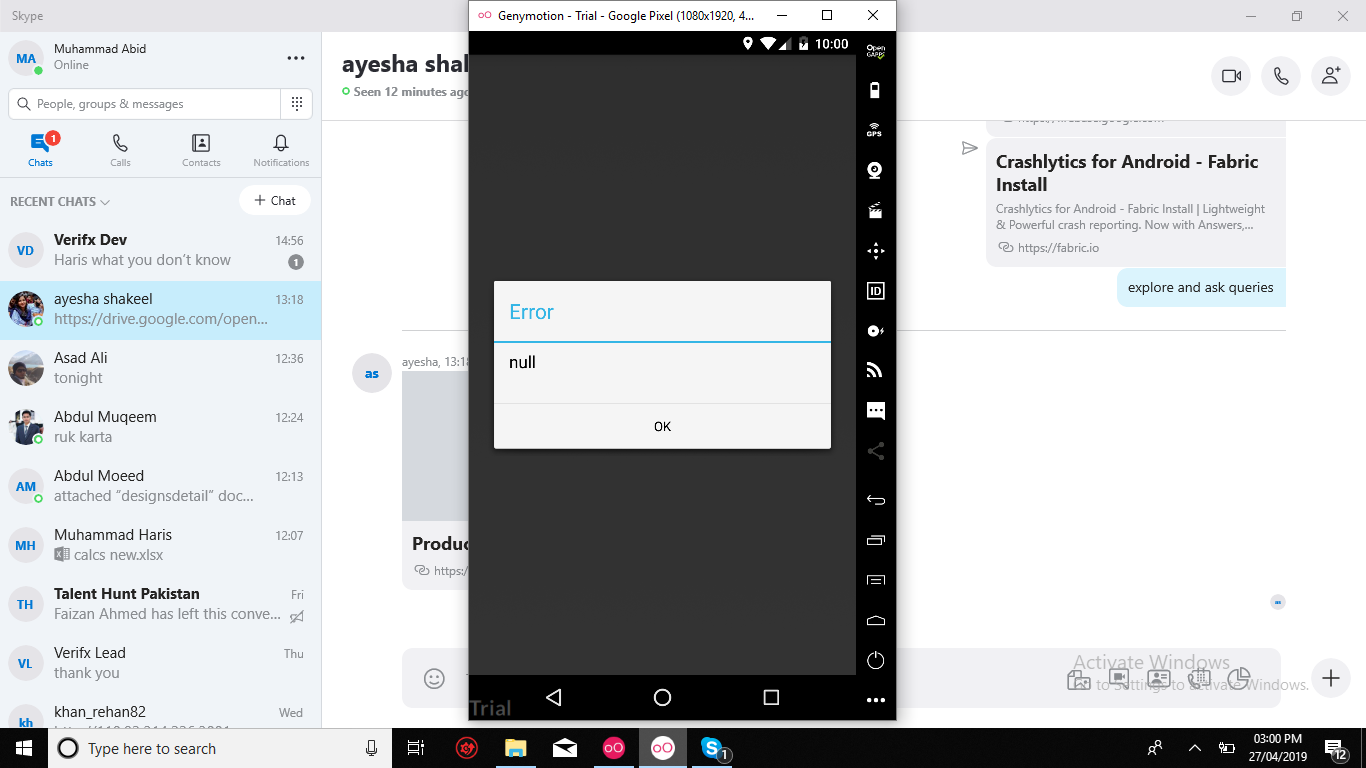 Skype
MA
Muhammad Abid
Online
People, groups & messages
1
Chats
Calls
Contacts
Notifications
RECENT CHATS
+ Chat
VD
Verifx Dev
14:56
Haris what you don't know
1
ayesha shakeel
13:18
https://drive.google.com/open...
Asad Ali
12:36
tonight
Abdul Muqeem
12:24
ruk karta
AM
Abdul Moeed
12:13
attached "designsdetail" doc...
MH
Muhammad Haris
12:07
calcs new.xlsx
TH
Talent Hunt Pakistan
Fri
Faizan Ahmed has left this conve...
VL
Verifx Lead
Thu
thank you
kh
khan_rehan82
Wed
ayesha shak
Seen 12 minutes ago
Crashlytics for Android - Fabric
Install
Crashlytics for Android - Fabric Install | Lightweight
& Powerful crash reporting. Now with Answers,...
https://fabric.io
explore and ask queries
as
ayesha, 13:18
Produc
https:/
as
Activate Windows
to Settings to activate Windows.
Genymotion - Trial - Google Pixel (1080x1920, 4...
10:00
Open
GAPPS
GPS
ID
Error
null
OK
Trial
Type here to search
1
03:00 PM
27/04/2019
12